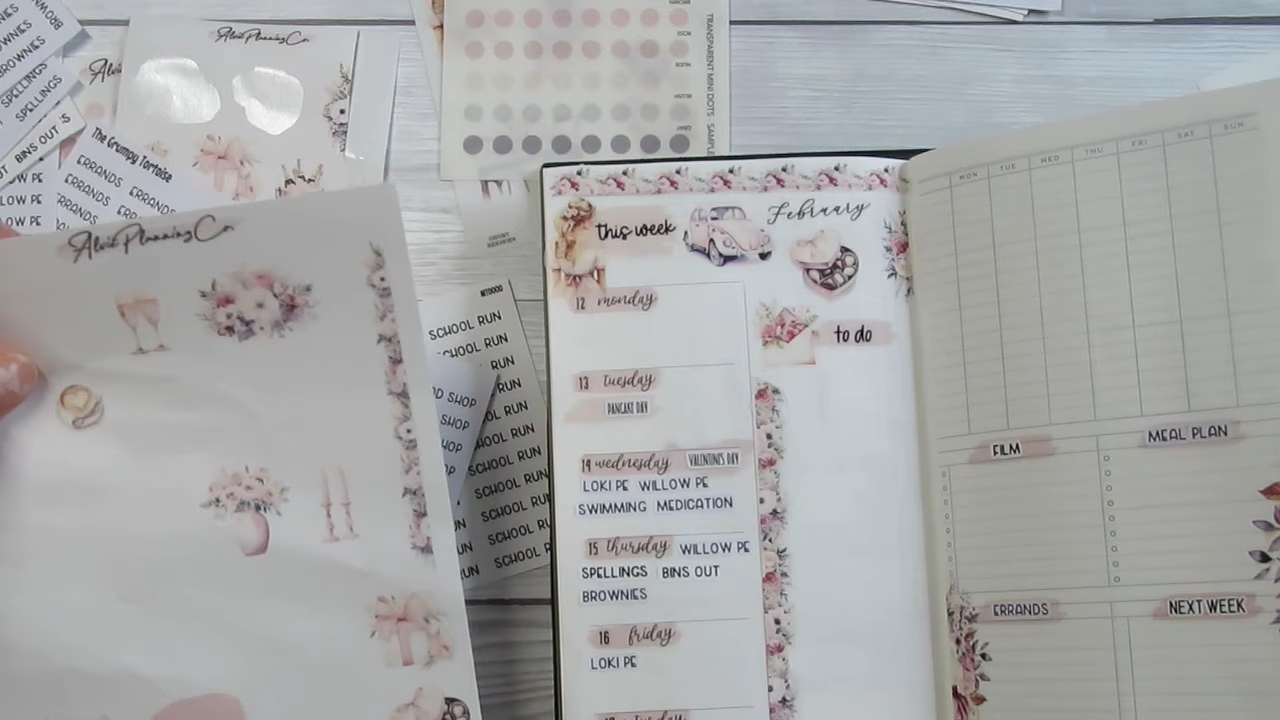 BROWNIES
SPELLINGS
SPELLINGS
BINS OUT
LOW PE
LOW PE
The Grumpy Tortoise
ERRANDS ERRANDS
ERRANDS
ERRANDS
Alvie Planning Co.
Alvie Planning Co.
TRANSPARENT MINI DOTS SAMPLE
SCHOOL RUN
SCHOOL RUN
RUN
RUN
SCHOOL RUN
SCHOOL RUN
SCHOOL RUN
SCHOOL RUN
SCHOOL RUN
SCHOOL RUN
SHOP
SHOP
this week
February
12 monday
to do
13 tuesday
PANCAKE DAY
14 wednesday VALENTINES DAY
LOKI PE WILLOW PE
SWIMMING MEDICATION
15 thursday WILLOW PE
SPELLINGS BINS OUT
BROWNIES
16 friday
LOKI PE
MON TUE WED THU FRI SAT SUN
FILM
MEAL PLAN
ERRANDS
NEXT WEEK